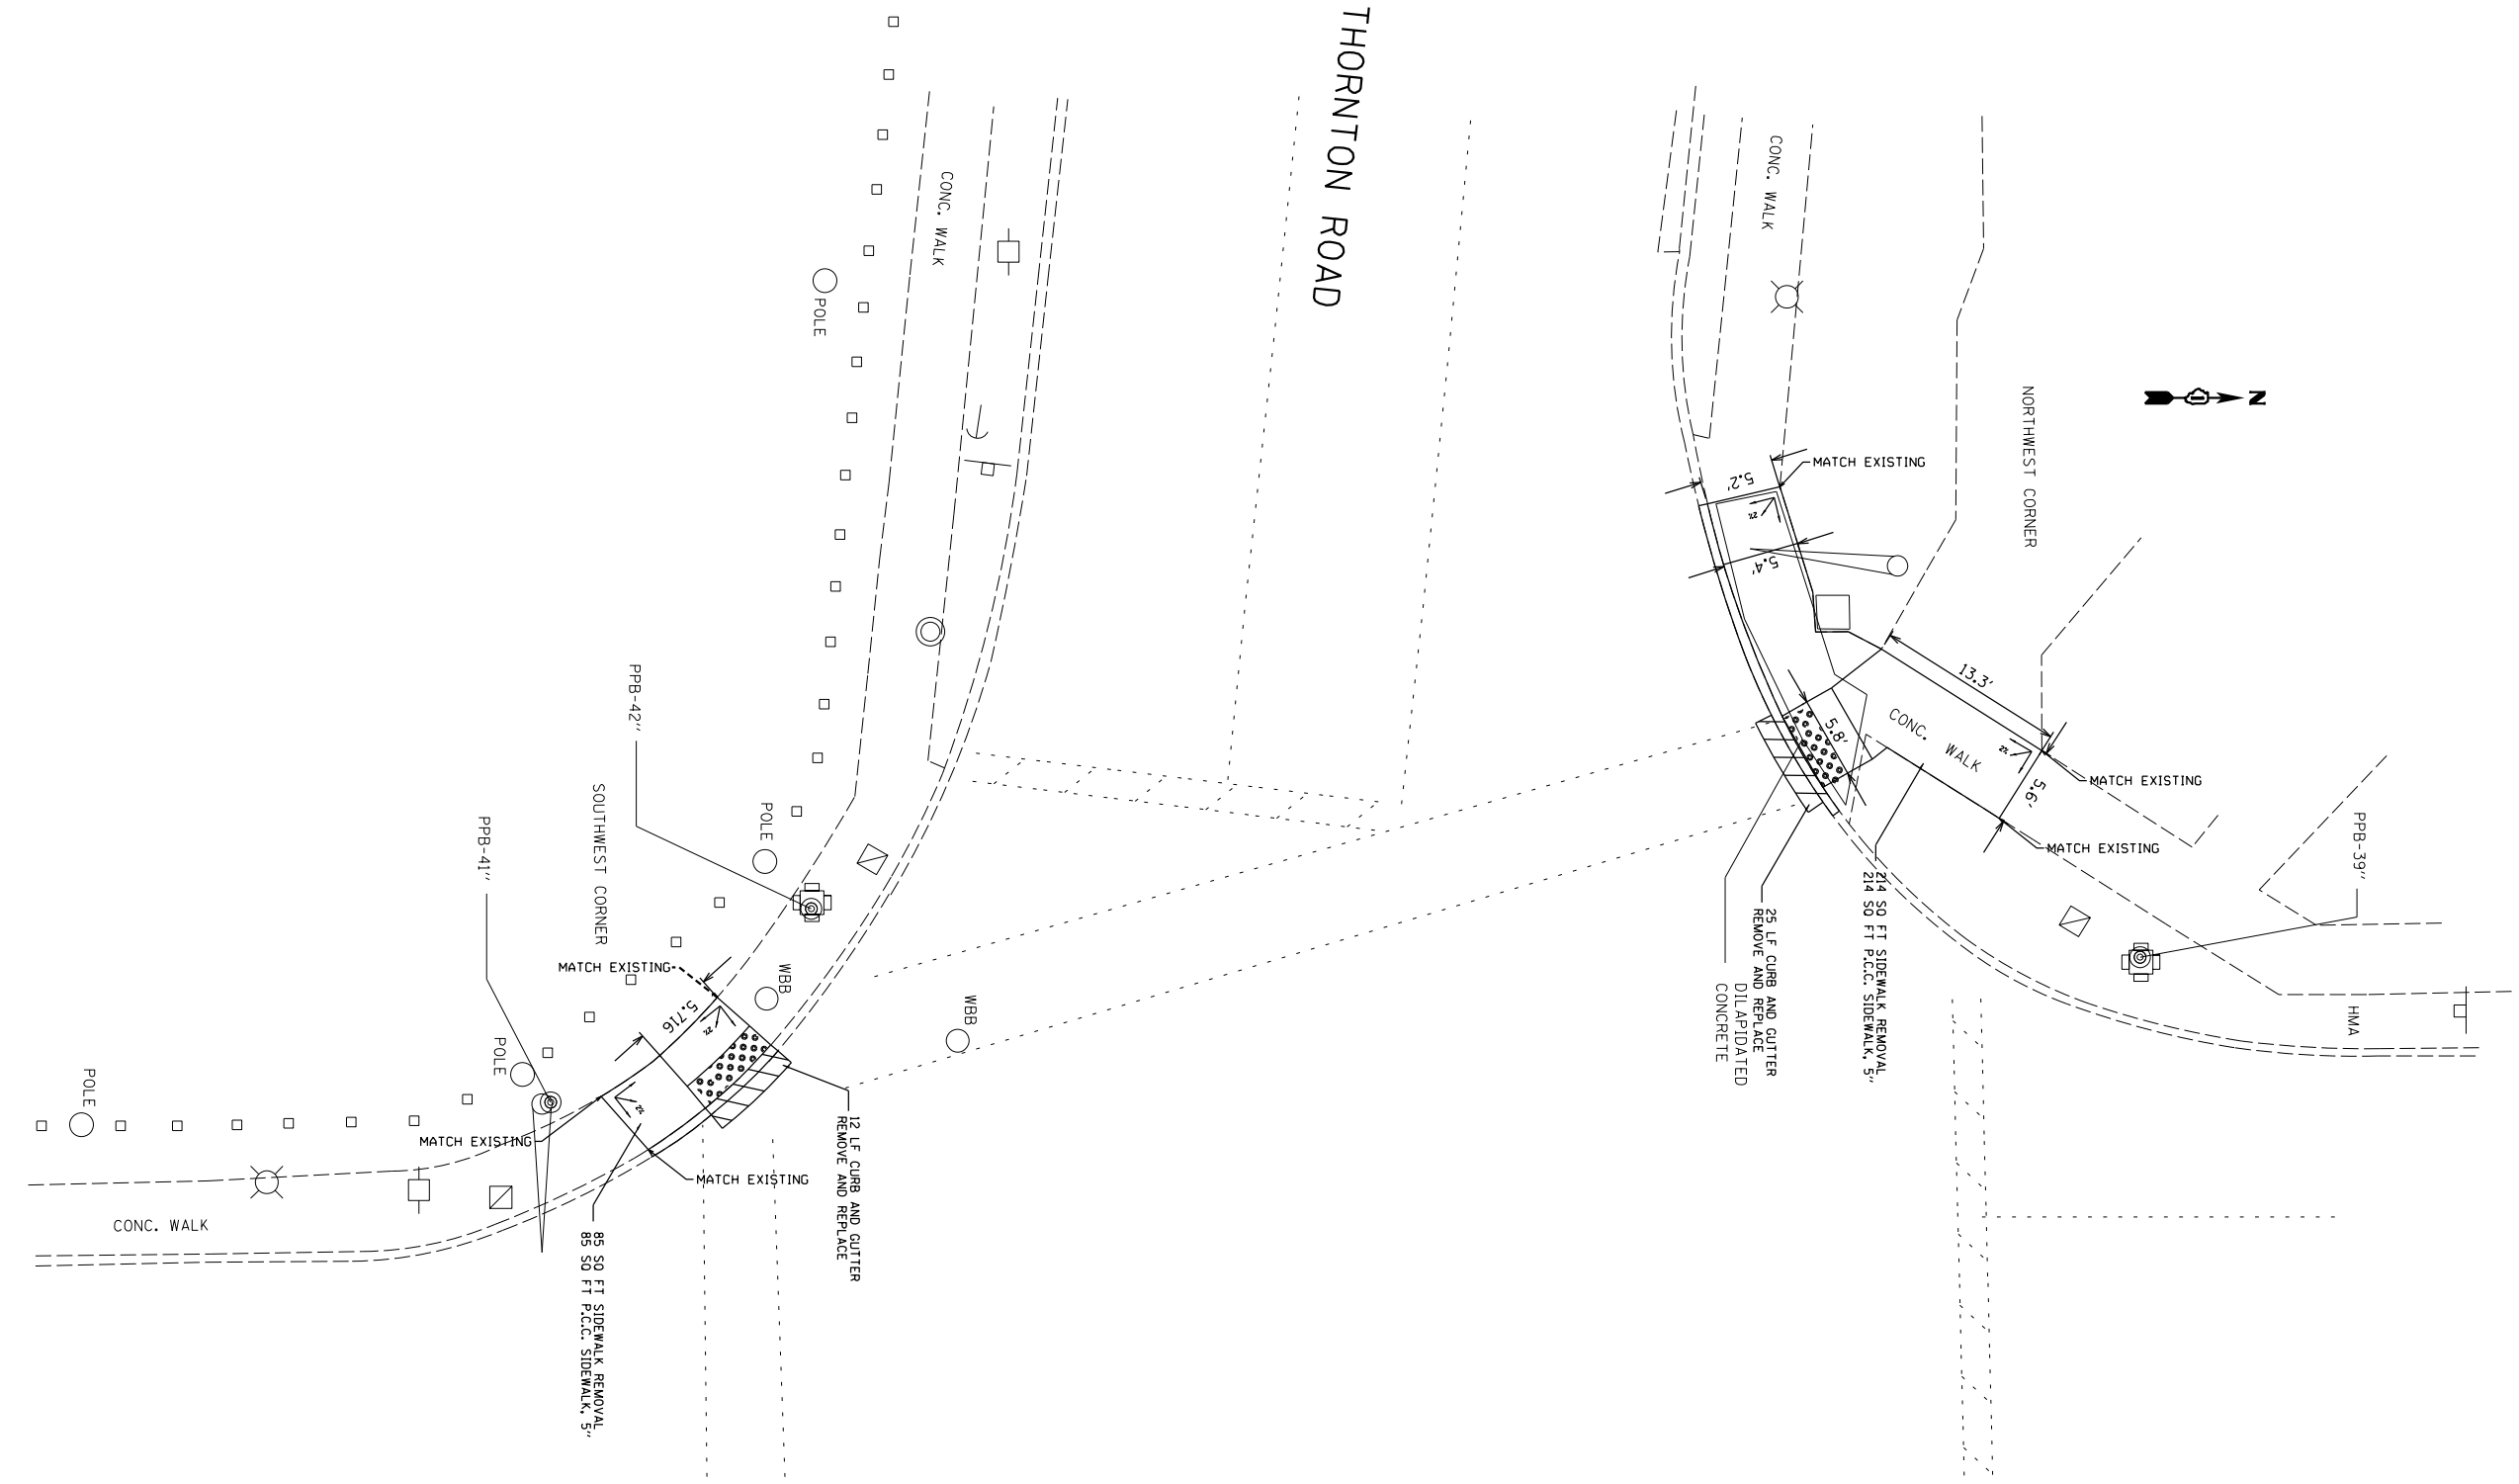 THORNTON ROAD
CONC. WALK
POLE
CONC. WALK
NORTHWEST CORNER
N
MATCH EXISTING
5.2'
2%
5.4'
13.3'
5.8'
CONC. WALK
2%
5.6'
MATCH EXISTING
MATCH EXISTING
PPB-39"
HMA
214 SQ FT SIDEWALK REMOVAL
214 SQ FT P.C.C. SIDEWALK, 5"
25 LF CURB AND GUTTER
REMOVE AND REPLACE
DILAPIDATED
CONCRETE
PPB-42"
SOUTHWEST CORNER
PPB-41"
POLE
WBB
WBB
MATCH EXISTING
5.716
2%
2%
POLE
POLE
MATCH EXISTING
MATCH EXISTING
CONC. WALK
12 LF CURB AND GUTTER
REMOVE AND REPLACE
85 SQ FT SIDEWALK REMOVAL
85 SQ FT P.C.C. SIDEWALK, 5"